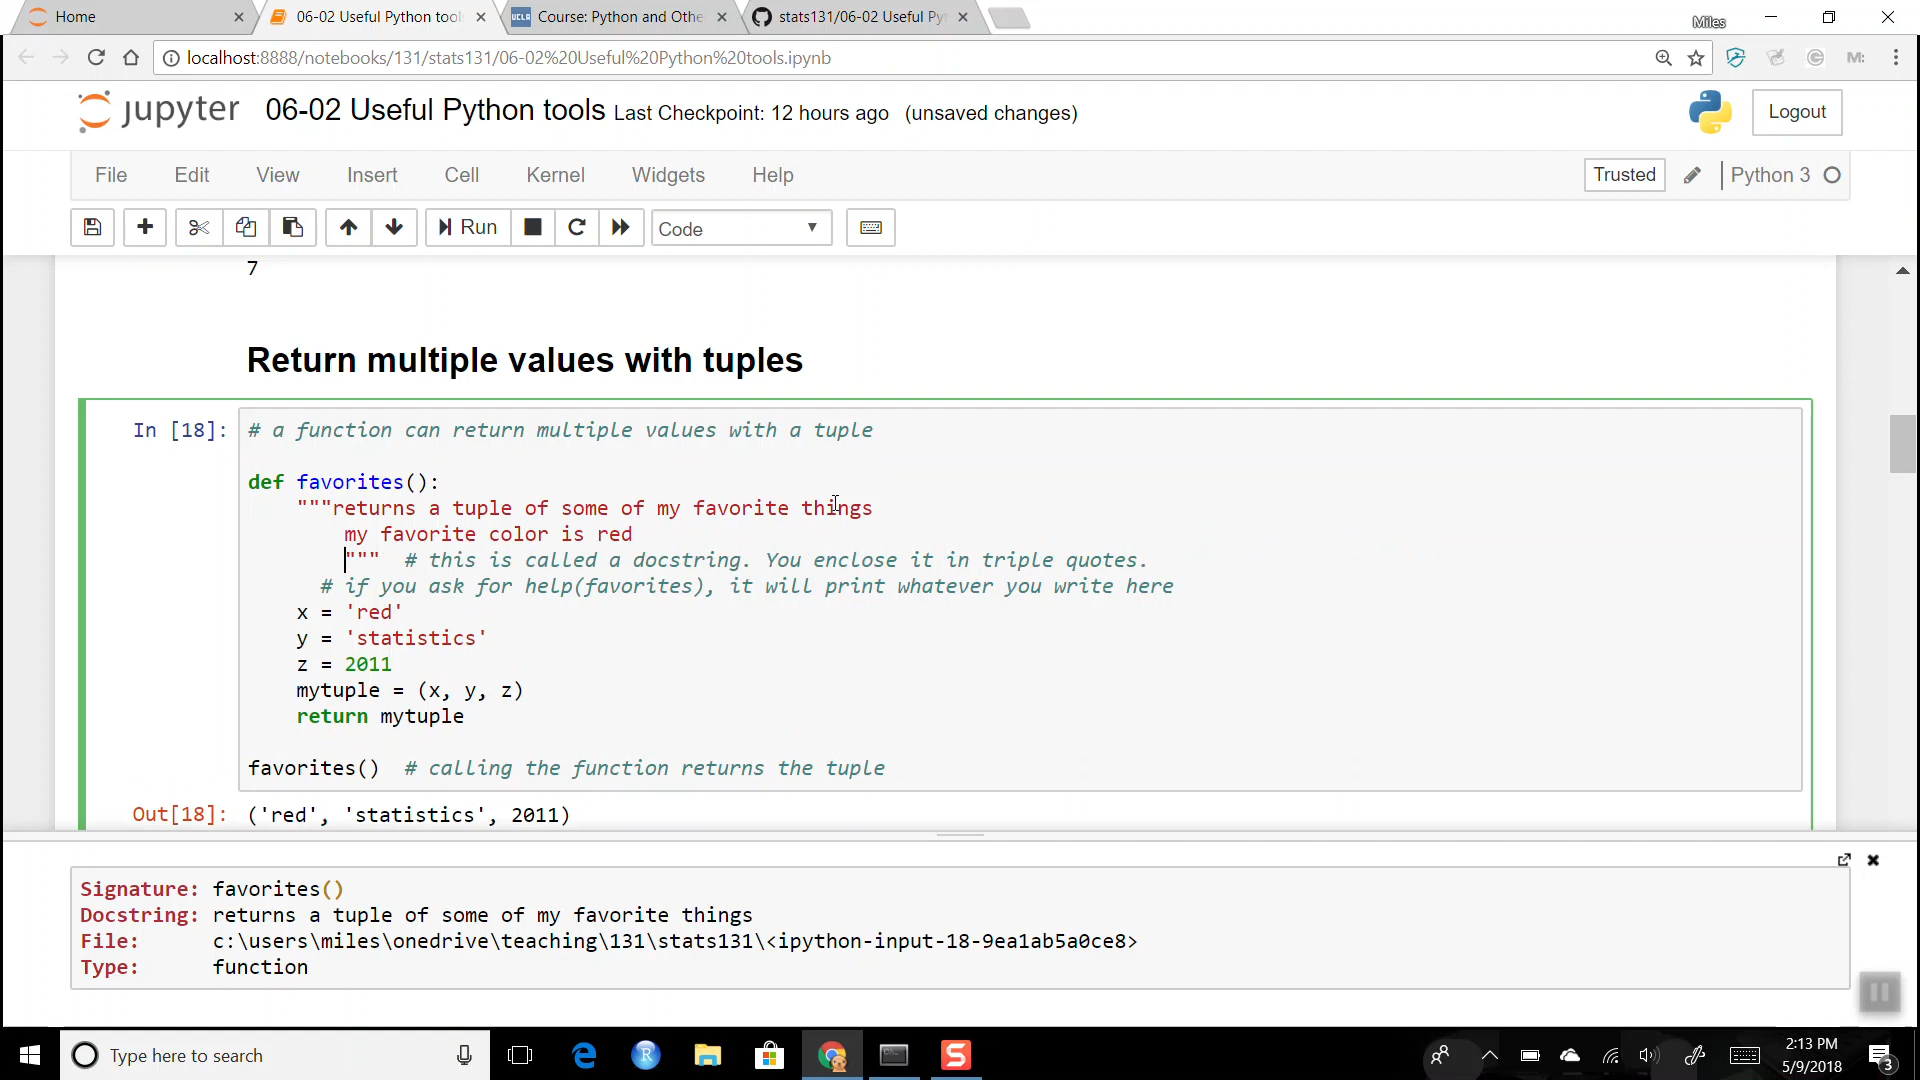 Home
06-02 Useful Python tool
UCLA Course: Python and Othe
stats131/06-02 Useful Py
Miles
localhost:8888/notebooks/131/stats131/06-02%20Useful%20Python%20tools.ipynb
M:
jupyter 06-02 Useful Python tools Last Checkpoint: 12 hours ago (unsaved changes)
Logout
File Edit View Insert Cell Kernel Widgets Help
Trusted
Python 3
Run
Code
7
Return multiple values with tuples
In [18]: # a function can return multiple values with a tuple
def favorites():
"""returns a tuple of some of my favorite things
my favorite color is red
""" # this is called a docstring. You enclose it in triple quotes.
# if you ask for help(favorites), it will print whatever you write here
x = 'red'
y = 'statistics'
z = 2011
mytuple = (x, y, z)
return mytuple
favorites() # calling the function returns the tuple
Out[18]: ('red', 'statistics', 2011)
Signature: favorites()
Docstring: returns a tuple of some of my favorite things
File: c:\users\miles\onedrive\teaching\131\stats131\<ipython-input-18-9ea1ab5a0ce8>
Type: function
Type here to search
2:13 PM
5/9/2018
3